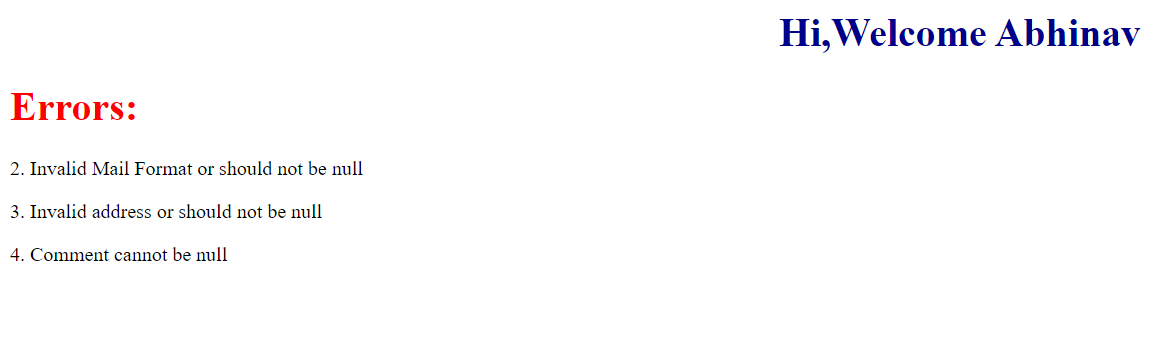 Hi,Welcome Abhinav
Errors:
2. Invalid Mail Format or should not be null
3. Invalid address or should not be null
4. Comment cannot be null